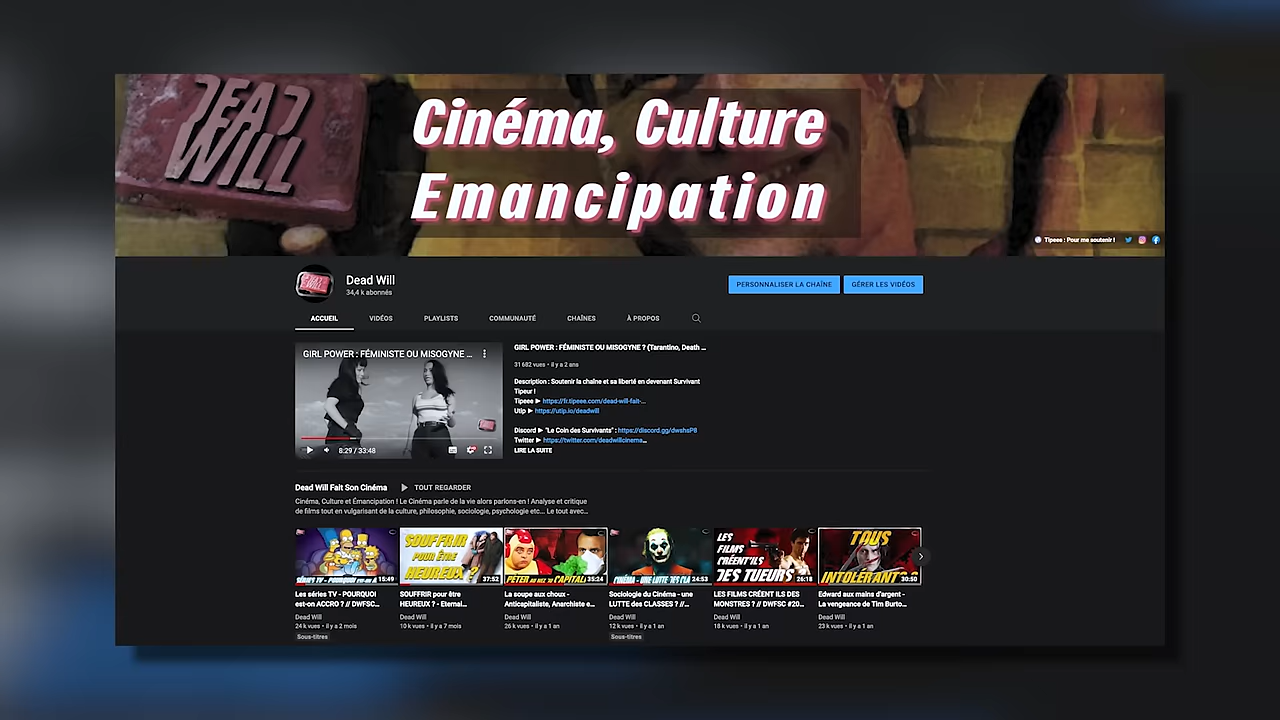 DEAD
WILL
Cinéma, Culture
Emancipation
Tipeee : Pour me soutenir !
Dead Will
34,4 k abonnés
PERSONNALISER LA CHAÎNE
GÉRER LES VIDÉOS
ACCUEIL
VIDÉOS
PLAYLISTS
COMMUNAUTÉ
CHAÎNES
À PROPOS
GIRL POWER : FÉMINISTE OU MISOGYNE ...
8:29 / 33:48
GIRL POWER : FÉMINISTE OU MISOGYNE ? (Tarantino, Death ...
31 682 vues • il y a 2 ans
Description : Soutenir la chaîne et sa liberté en devenant Survivant
Tipeur !
Tipeee ► https://fr.tipeee.com/dead-will-fait-...
Utip ► https://utip.io/deadwill
Discord ► "Le Coin des Survivants" : https://discord.gg/dwshsP8
Twitter ► https://twitter.com/deadwillcinema...
LIRE LA SUITE
Dead Will Fait Son Cinéma
TOUT REGARDER
Cinéma, Culture et Émancipation ! Le Cinéma parle de la vie alors parlons-en ! Analyse et critique
de films tout en vulgarisant de la culture, philosophie, sociologie, psychologie etc... Le tout avec...
15:49
SOUFFRIR
POUR ÊTRE
HEUREUX ?
37:52
PÉTER AU NEZ DU CAPITAL
35:24
CINÉMA - UNE LUTTE DES CLA
24:53
LES
FILMS
CRÉENT'ILS
DES TUEURS
26:18
TOUS
INTOLÉRANTS
30:50
Les séries TV - POURQUOI
est-on ACCRO ? // DWFSC...
Dead Will
24 k vues • il y a 2 mois
Sous-titres
SOUFFRIR pour être
HEUREUX ? - Eternal...
Dead Will
10 k vues • il y a 7 mois
La soupe aux choux -
Anticapitaliste, Anarchiste e...
Dead Will
26 k vues • il y a 1 an
Sociologie du Cinéma - une
LUTTE des CLASSES ? //...
Dead Will
12 k vues • il y a 1 an
Sous-titres
LES FILMS CRÉENT ILS DES
MONSTRES ? // DWFSC #20...
Dead Will
18 k vues • il y a 1 an
Edward aux mains d'argent -
La vengeance de Tim Burto...
Dead Will
23 k vues • il y a 1 an